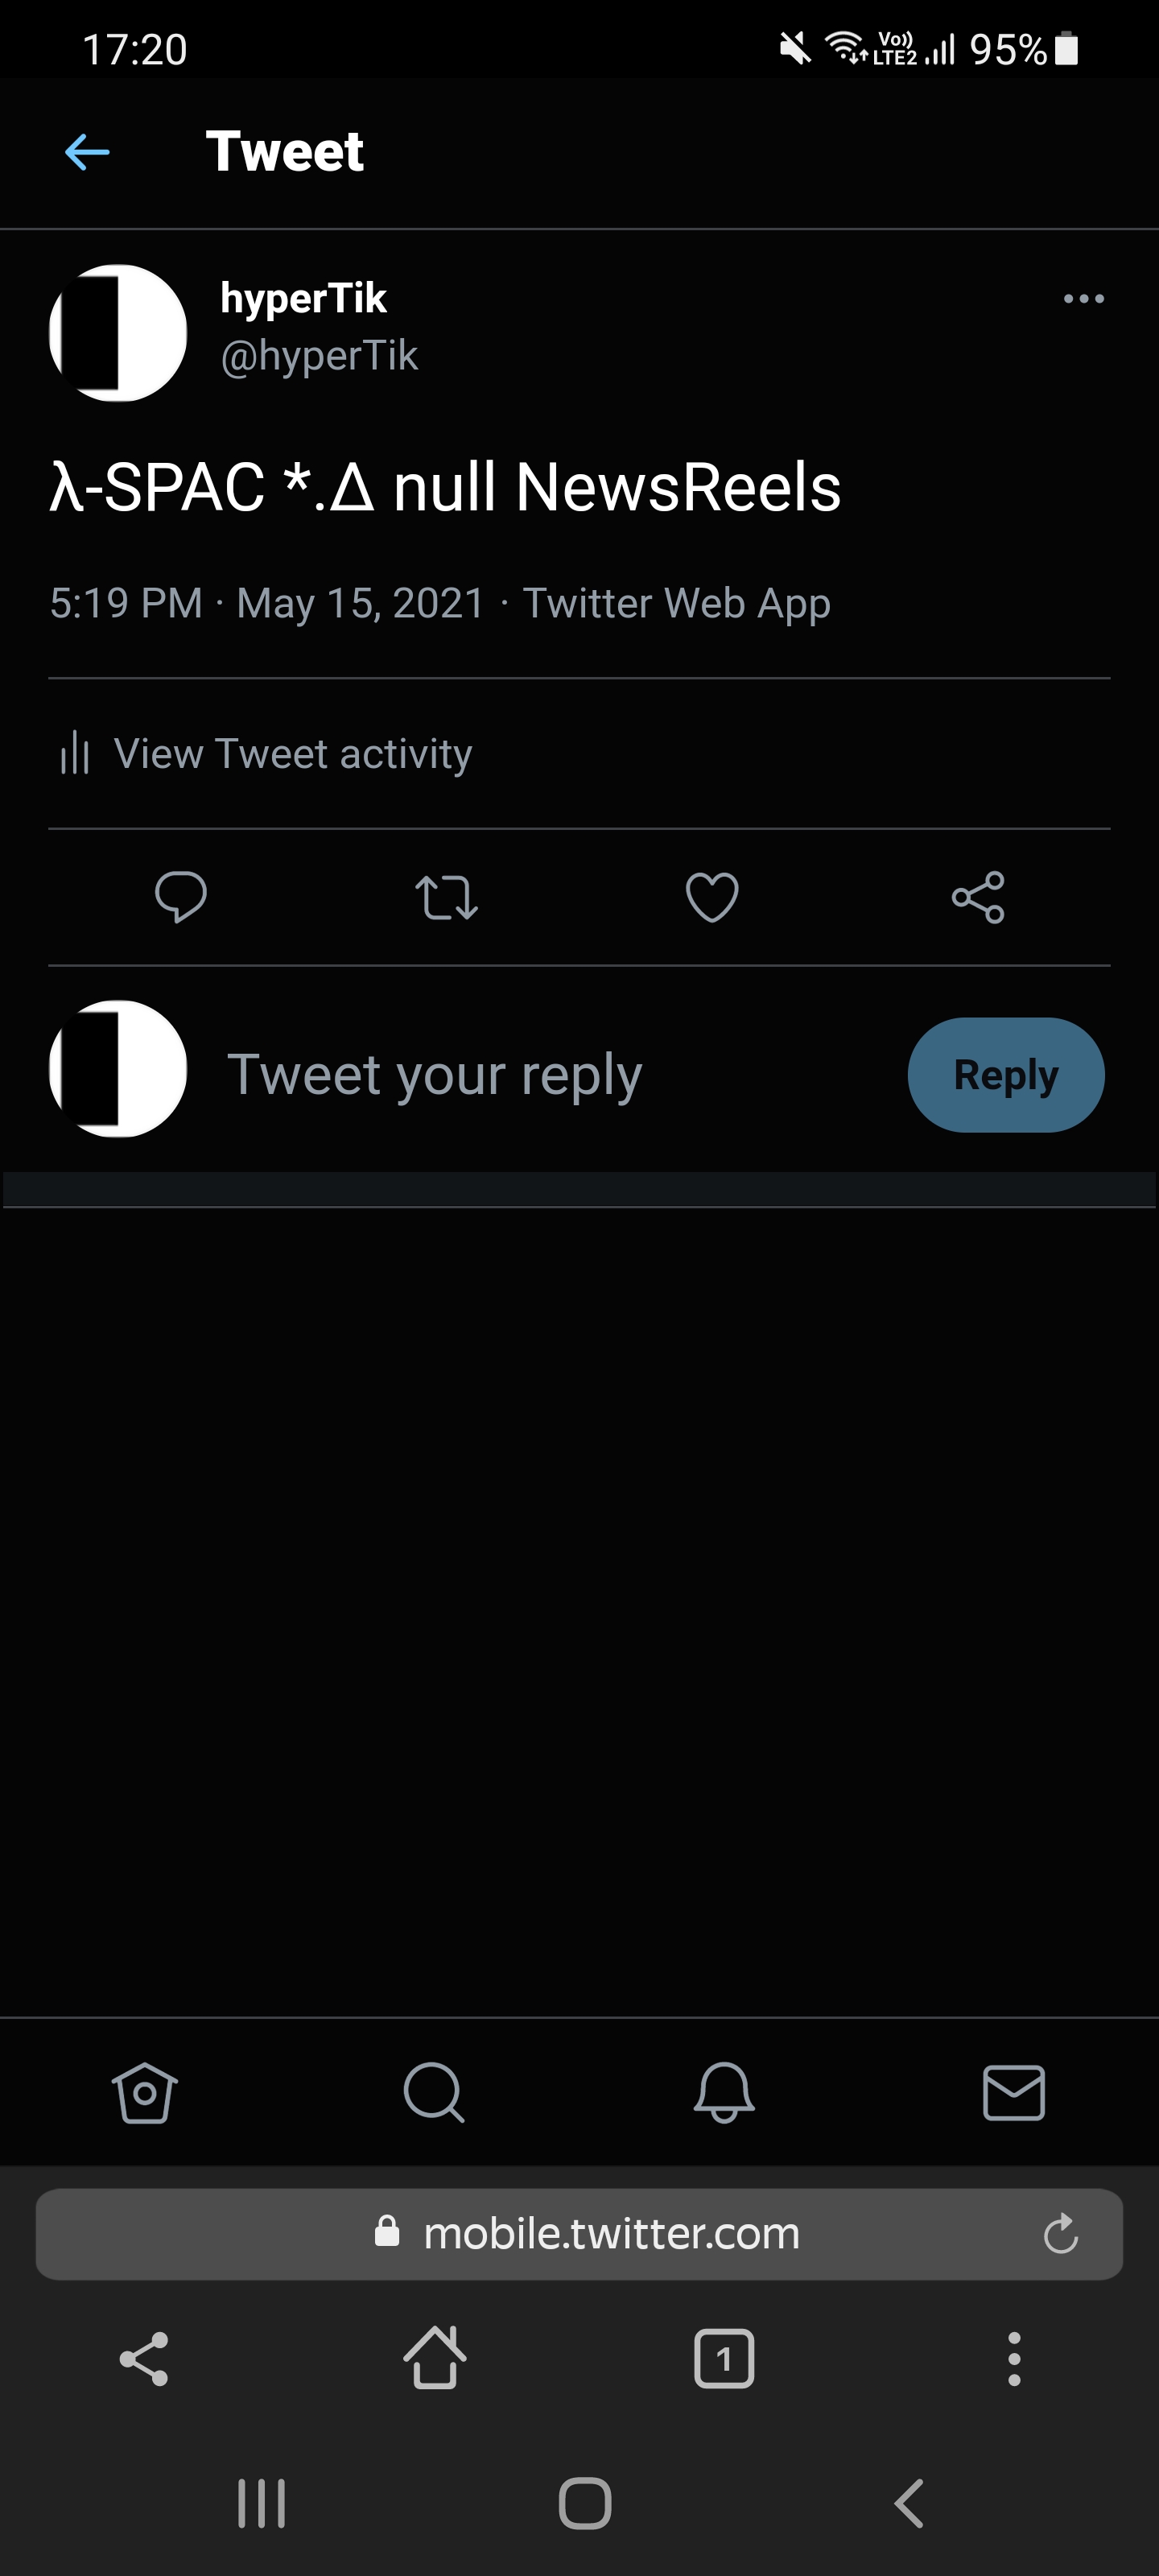 17:20
Vo)) LTE2 95%
Tweet
hyperTik
@hyperTik
λ-SPAC *.Δ null NewsReels
5:19 PM · May 15, 2021 · Twitter Web App
View Tweet activity
Tweet your reply
Reply
mobile.twitter.com
1